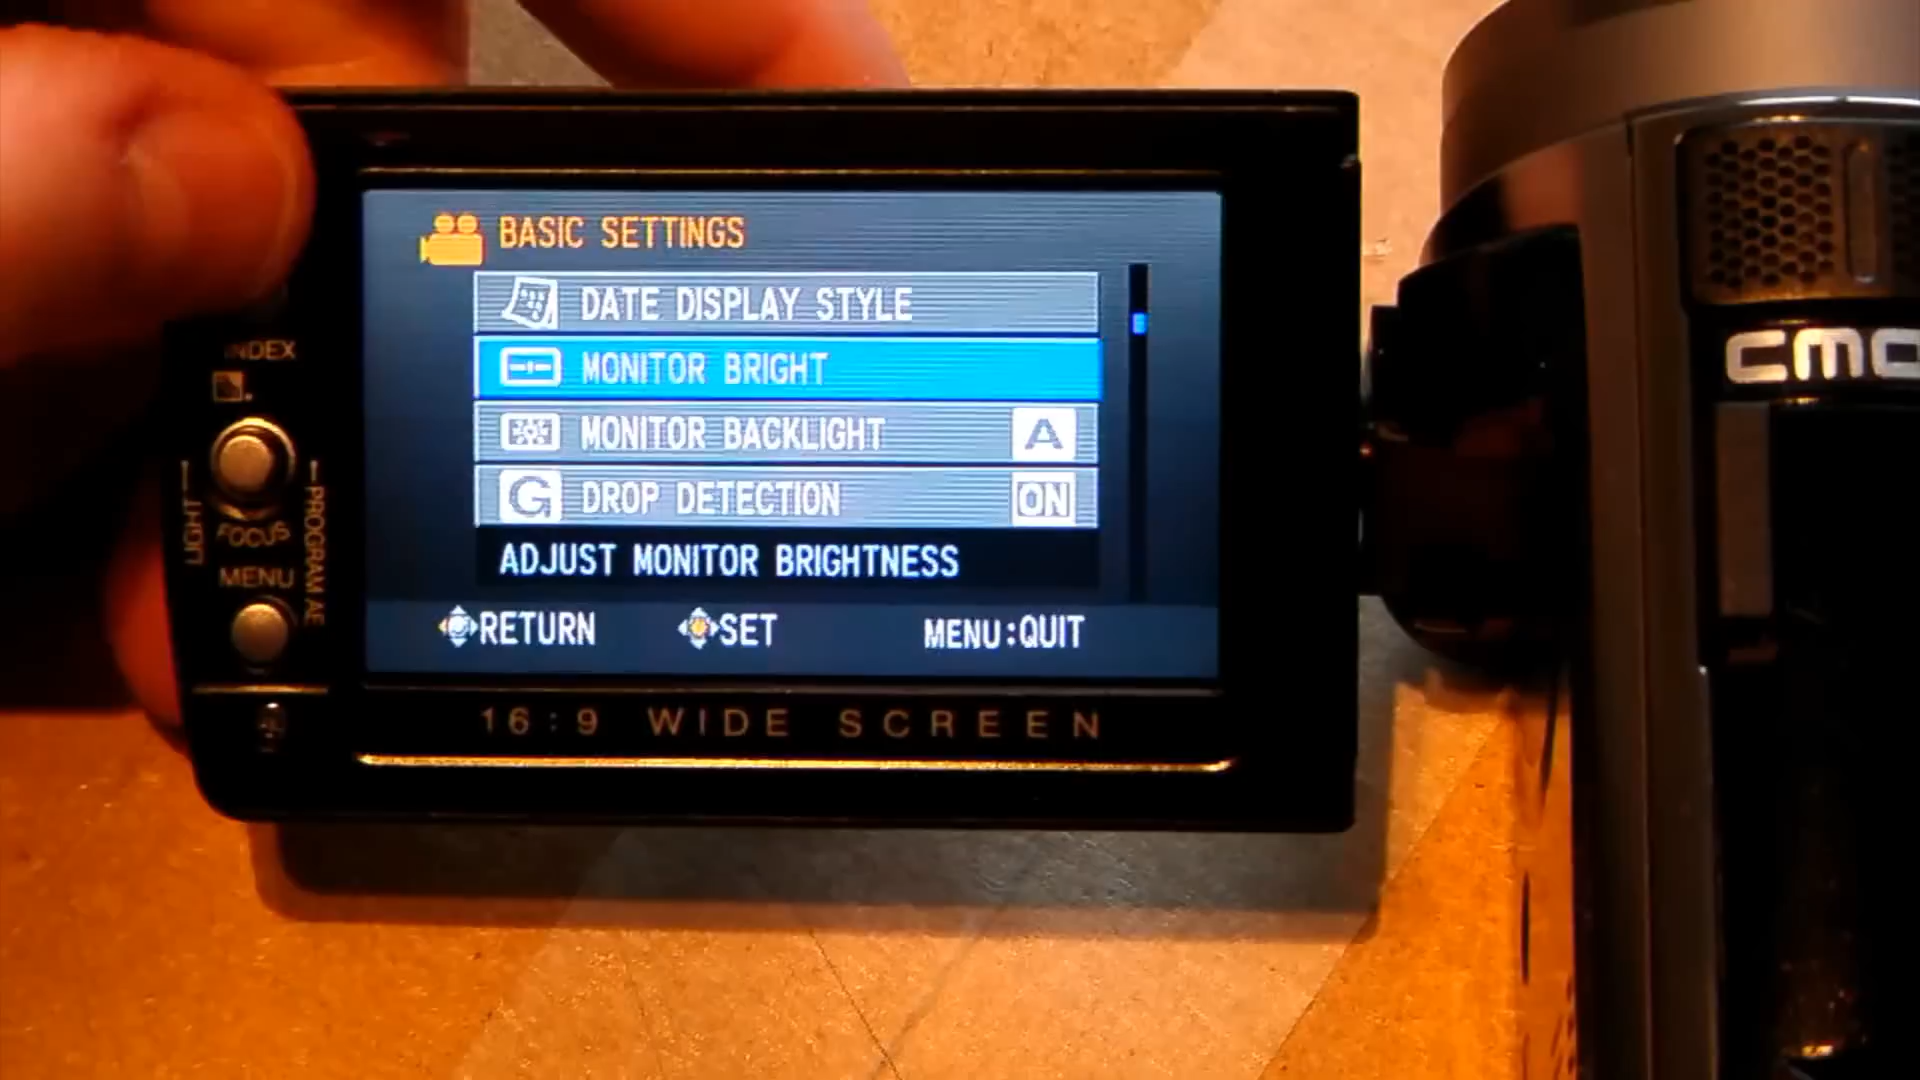 BASIC SETTINGS
DATE DISPLAY STYLE
MONITOR BRIGHT
MONITOR BACKLIGHT A
G DROP DETECTION ON
ADJUST MONITOR BRIGHTNESS
RETURN SET MENU:QUIT
16:9 WIDE SCREEN
INDEX
LIGHT
FOCUS
PROGRAM AE
MENU